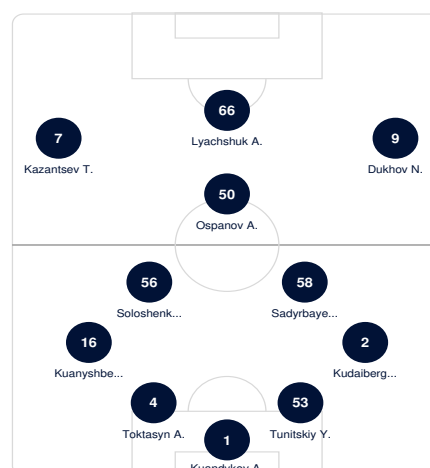 66
Lyachshuk A.
7
9
Kazantsev T.
Dukhov N.
50
Ospanov A.
56
58
Soloshenk...
Sadyrbaye...
16
2
Kuanyshbe...
Kudaiberg...
4
53
Toktasyn A.
Tunitskiy Y.
1
Kuandykov A.